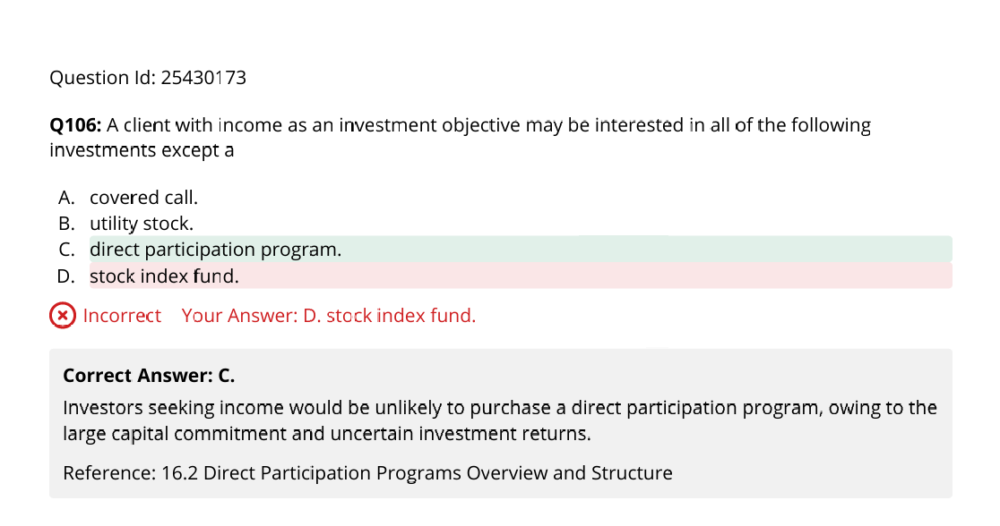 Question Id: 25430173
Q106: A client with income as an investment objective may be interested in all of the following
investments except a
A. covered call.
B. utility stock.
C. direct participation program.
D. stock index fund.
Incorrect Your Answer: D. stock index fund.
Correct Answer: C.
Investors seeking income would be unlikely to purchase a direct participation program, owing to the
large capital commitment and uncertain investment returns.
Reference: 16.2 Direct Participation Programs Overview and Structure